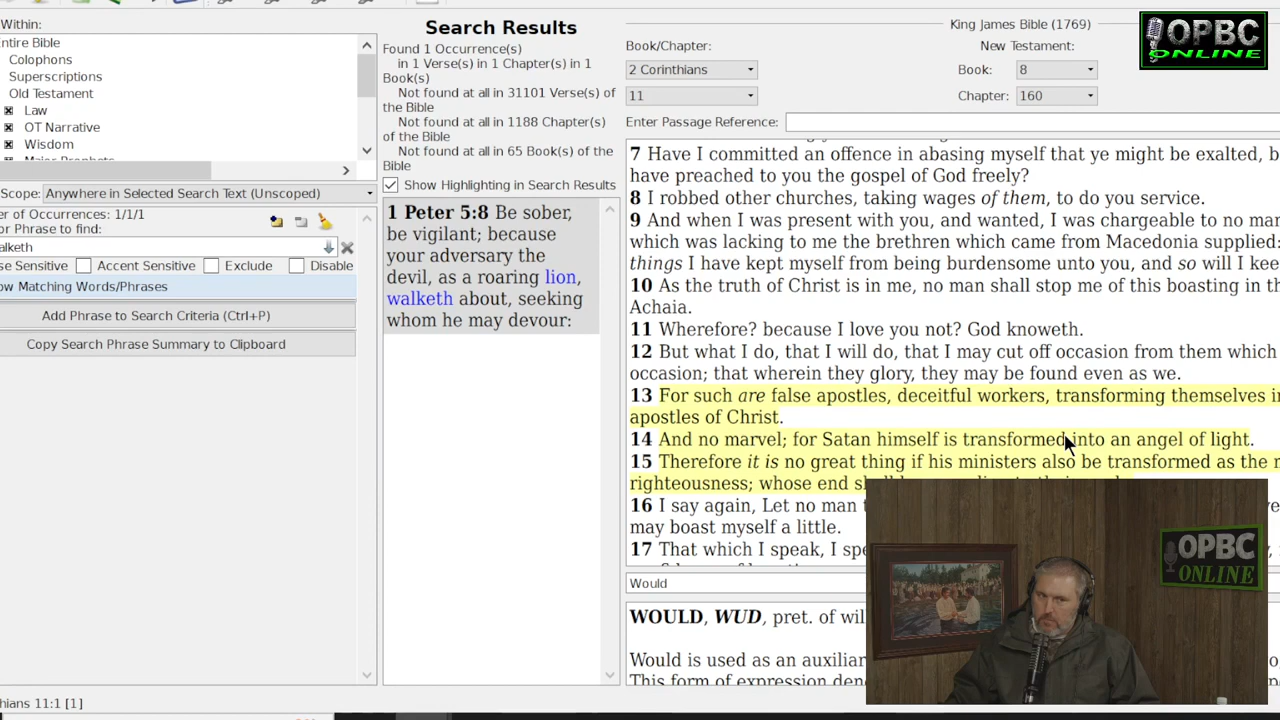 Within:
ntire Bible
Colophons
Superscriptions
Old Testament
Law
OT Narrative
Wisdom
Major Prophets
Scope: Anywhere in Selected Search Text (Unscoped)
er of Occurrences: 1/1/1
or Phrase to find:
alketh
se Sensitive Accent Sensitive Exclude Disable
ow Matching Words/Phrases
Add Phrase to Search Criteria (Ctrl+P)
Copy Search Phrase Summary to Clipboard
hians 11:1 [1]
Search Results
Found 1 Occurrence(s)
in 1 Verse(s) in 1 Chapter(s) in 1
Book(s)
Not found at all in 31101 Verse(s) of
the Bible
Not found at all in 1188 Chapter(s)
of the Bible
Not found at all in 65 Book(s) of the
Bible
Show Highlighting in Search Results
1 Peter 5:8 Be sober,
be vigilant; because
your adversary the
devil, as a roaring lion,
walketh about, seeking
whom he may devour:
King James Bible (1769)
Book/Chapter:
New Testament:
2 Corinthians
Book: 8
11
Chapter: 160
Enter Passage Reference:
7 Have I committed an offence in abasing myself that ye might be exalted, b
have preached to you the gospel of God freely?
8 I robbed other churches, taking wages of them, to do you service.
9 And when I was present with you, and wanted, I was chargeable to no ma
which was lacking to me the brethren which came from Macedonia supplied:
things I have kept myself from being burdensome unto you, and so will I kee
10 As the truth of Christ is in me, no man shall stop me of this boasting in th
Achaia.
11 Wherefore? because I love you not? God knoweth.
12 But what I do, that I will do, that I may cut off occasion from them which
occasion; that wherein they glory, they may be found even as we.
13 For such are false apostles, deceitful workers, transforming themselves i
apostles of Christ.
14 And no marvel; for Satan himself is transformed into an angel of light.
15 Therefore it is no great thing if his ministers also be transformed as the
righteousness; whose end
16 I say again, Let no man
may boast myself a little.
17 That which I speak, I spe
Would
WOULD, WUD, pret. of wil
Would is used as an auxiliar
This form of expression den
OPBC
ONLINE
OPBC
ONLINE